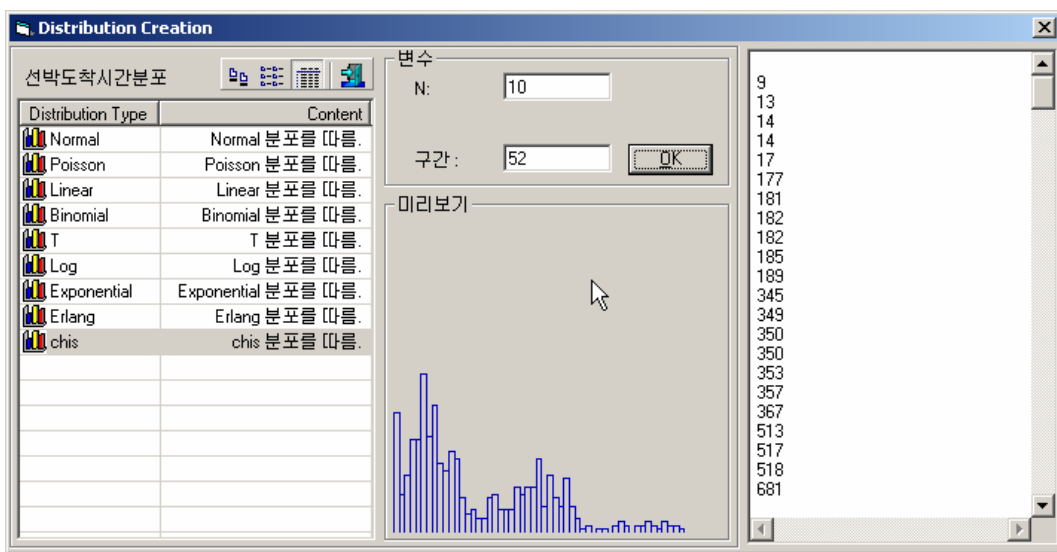 Distribution Creation
선박도착시간분포
Distribution Type Content
Normal Normal 분포를 따름.
Poisson Poisson 분포를 따름.
Linear Linear 분포를 따름.
Binomial Binomial 분포를 따름.
T T 분포를 따름.
Log Log 분포를 따름.
Exponential Exponential 분포를 따름.
Erlang Erlang 분포를 따름.
chis chis 분포를 따름.
변수
N: 10
구간 : 52 OK
미리보기
9
13
14
14
17
177
181
182
182
185
189
345
349
350
350
353
357
367
513
517
518
681